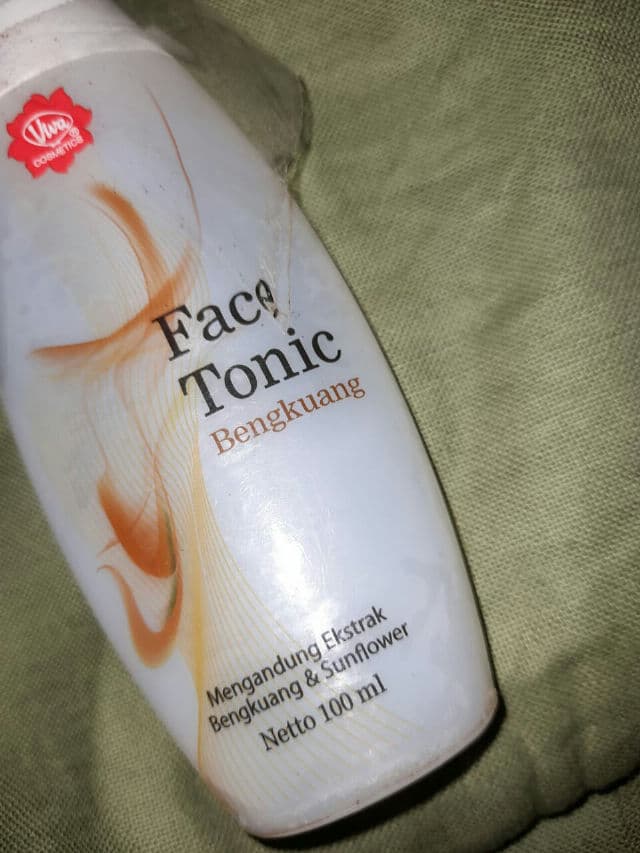 Viva®
COSMETICS
Face
Tonic
Bengkuang
Mengandung Ekstrak
Bengkuang & Sunflower
Netto 100 ml